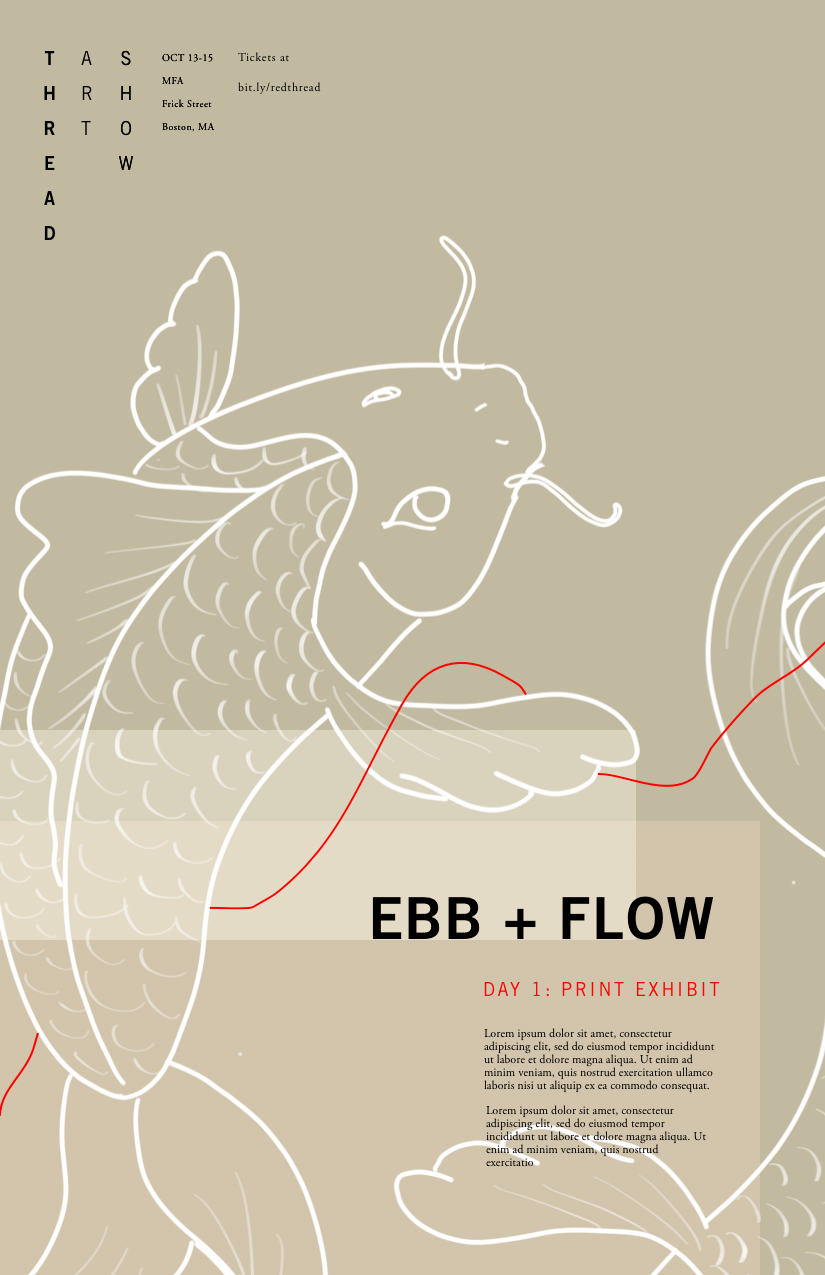 THREAD
ART
SHOW
OCT 13-15
MFA
Frick Street
Boston, MA
Tickets at
bit.ly/redthread
EBB + FLOW
DAY 1: PRINT EXHIBIT
Lorem ipsum dolor sit amet, consectetur
adipiscing elit, sed do eiusmod tempor incididunt
ut labore et dolore magna aliqua. Ut enim ad
minim veniam, quis nostrud exercitation ullamco
laboris nisi ut aliquip ex ea commodo consequat.
Lorem ipsum dolor sit amet, consectetur
adipiscing elit, sed do eiusmod tempor
incididunt ut labore et dolore magna aliqua. Ut
enim ad minim veniam, quis nostrud
exercitatio